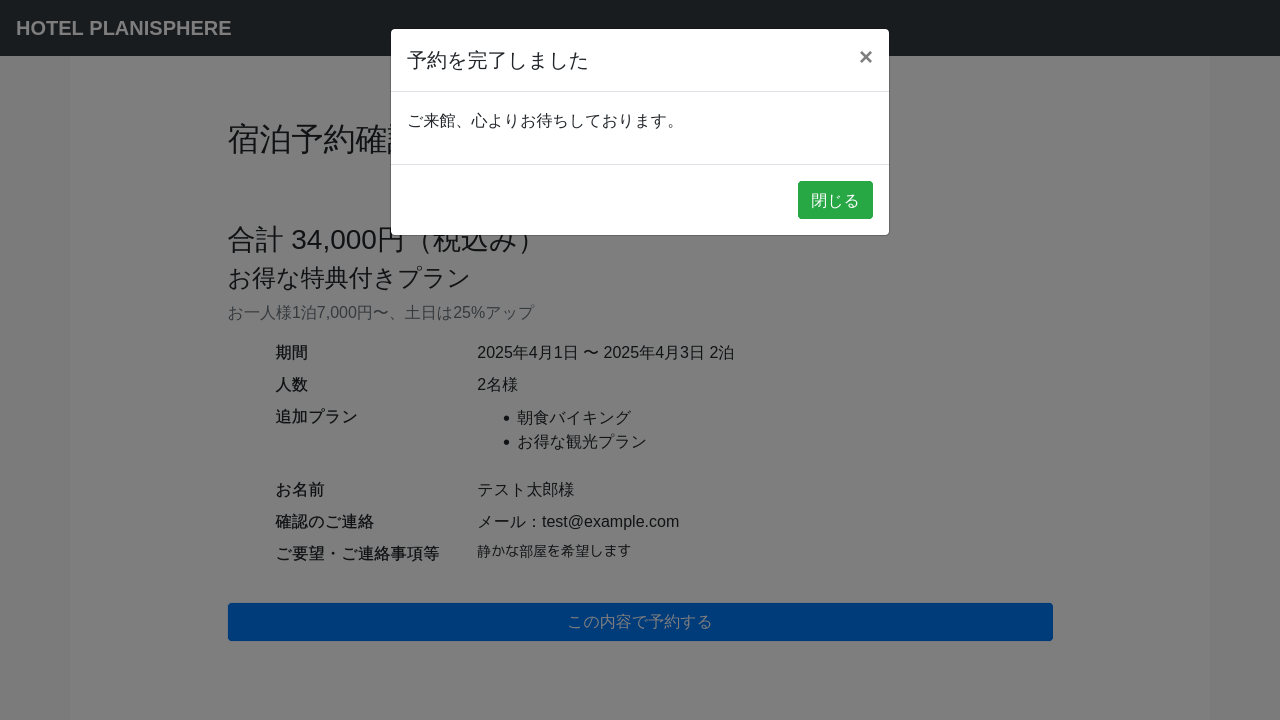 HOTEL PLANISPHERE
予約を完了しました
×
ご来館、心よりお待ちしております。
閉じる
宿泊予約確
合計 34,000円（税込み）
お得な特典付きプラン
お一人様1泊7,000円〜、土日は25%アップ
期間 2025年4月1日 〜 2025年4月3日 2泊
人数 2名様
追加プラン
• 朝食バイキング
• お得な観光プラン
お名前 テスト太郎様
確認のご連絡 メール：test@example.com
ご要望・ご連絡事項等 静かな部屋を希望します
この内容で予約する